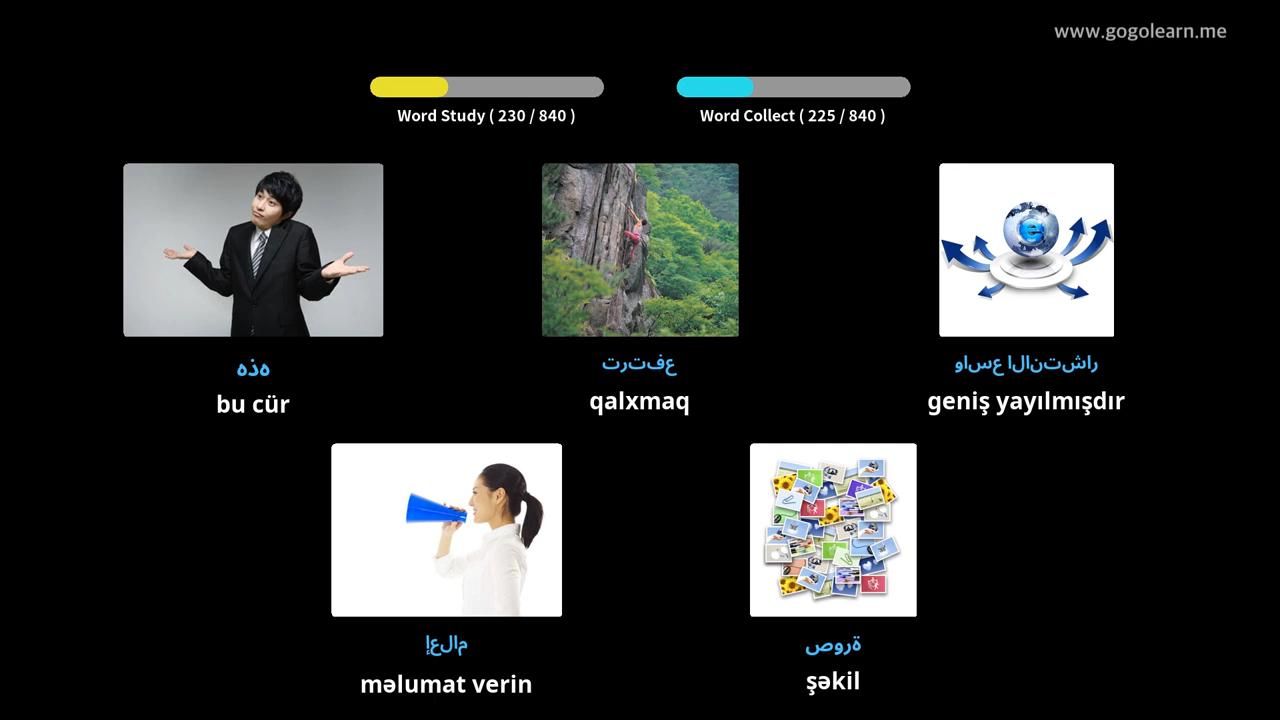 www.gogolearn.me
Word Study ( 230 / 840 )
Word Collect ( 225 / 840 )
هذه
bu cür
ترتفع
qalxmaq
واسع الانتشار
geniş yayılmışdır
إعلام
məlumat verin
صورة
şəkil